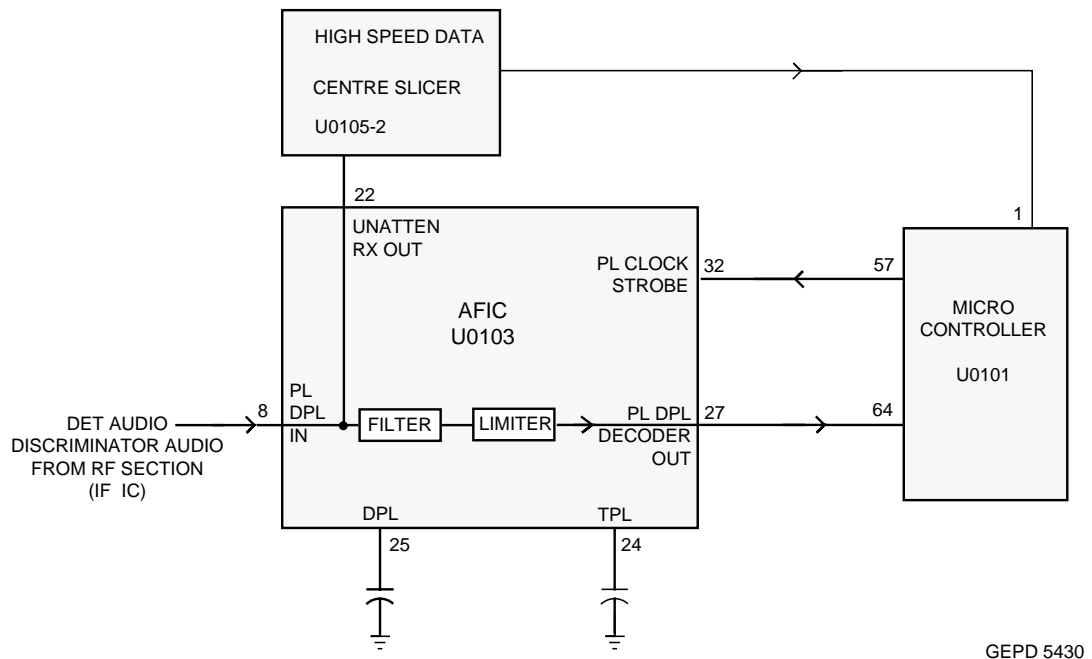 HIGH SPEED DATA
CENTRE SLICER
U0105-2
22
UNATTEN
RX OUT
1
PL CLOCK
STROBE
32
57
AFIC
U0103
MICRO
CONTROLLER
U0101
DET AUDIO
DISCRIMINATOR AUDIO
FROM RF SECTION
(IF IC)
8
PL
DPL
IN
FILTER
LIMITER
PL DPL
DECODER
OUT
27
64
DPL
25
TPL
24
GEPD 5430